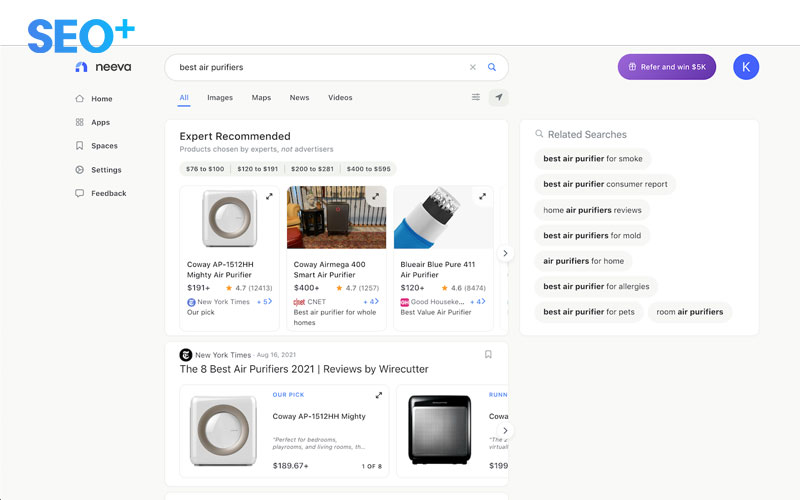 SEO+
neeva
best air purifiers
Refer and win $5K
K
Home
Apps
Spaces
Settings
Feedback
All Images Maps News Videos
Expert Recommended
Products chosen by experts, not advertisers
$76 to $100 $120 to $191 $200 to $281 $400 to $595
Coway AP-1512HH
Mighty Air Purifier
$191+ 4.7 (12413)
New York Times + 5
Our pick
Coway Airmega 400
Smart Air Purifier
$400+ 4.7 (1257)
c|net CNET + 4
Best air purifier for whole
homes
Blueair Blue Pure 411
Air Purifier
$120+ 4.6 (8474)
GH Good Houseke... + 4
Best Value Air Purifier
Related Searches
best air purifier for smoke
best air purifier consumer report
home air purifiers reviews
best air purifiers for mold
air purifiers for home
best air purifier for allergies
best air purifier for pets room air purifiers
New York Times · Aug 16, 2021
The 8 Best Air Purifiers 2021 | Reviews by Wirecutter
OUR PICK
Coway AP-1512HH Mighty
"Perfect for bedrooms,
playrooms, and living rooms, th...
$189.67+ 1 OF 8
RUNN
Cowa
"The 2
virtuall
$199